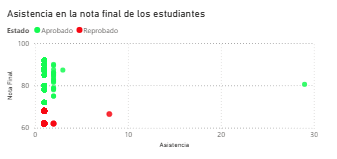 Asistencia en la nota final de los estudiantes
Estado Aprobado Reprobado
Nota Final
100
80
60
0 10 20 30
Asistencia